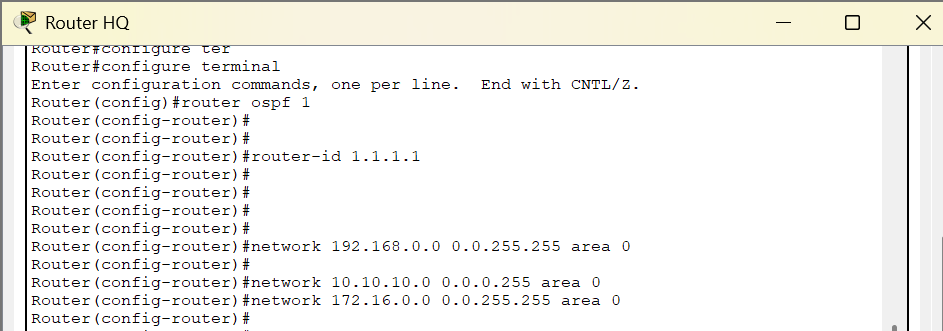 Router HQ
Router#configure ter
Router#configure terminal
Enter configuration commands, one per line.  End with CNTL/Z.
Router(config)#router ospf 1
Router(config-router)#
Router(config-router)#
Router(config-router)#router-id 1.1.1.1
Router(config-router)#
Router(config-router)#
Router(config-router)#
Router(config-router)#
Router(config-router)#network 192.168.0.0 0.0.255.255 area 0
Router(config-router)#
Router(config-router)#network 10.10.10.0 0.0.0.255 area 0
Router(config-router)#network 172.16.0.0 0.0.255.255 area 0
Router(config-router)#